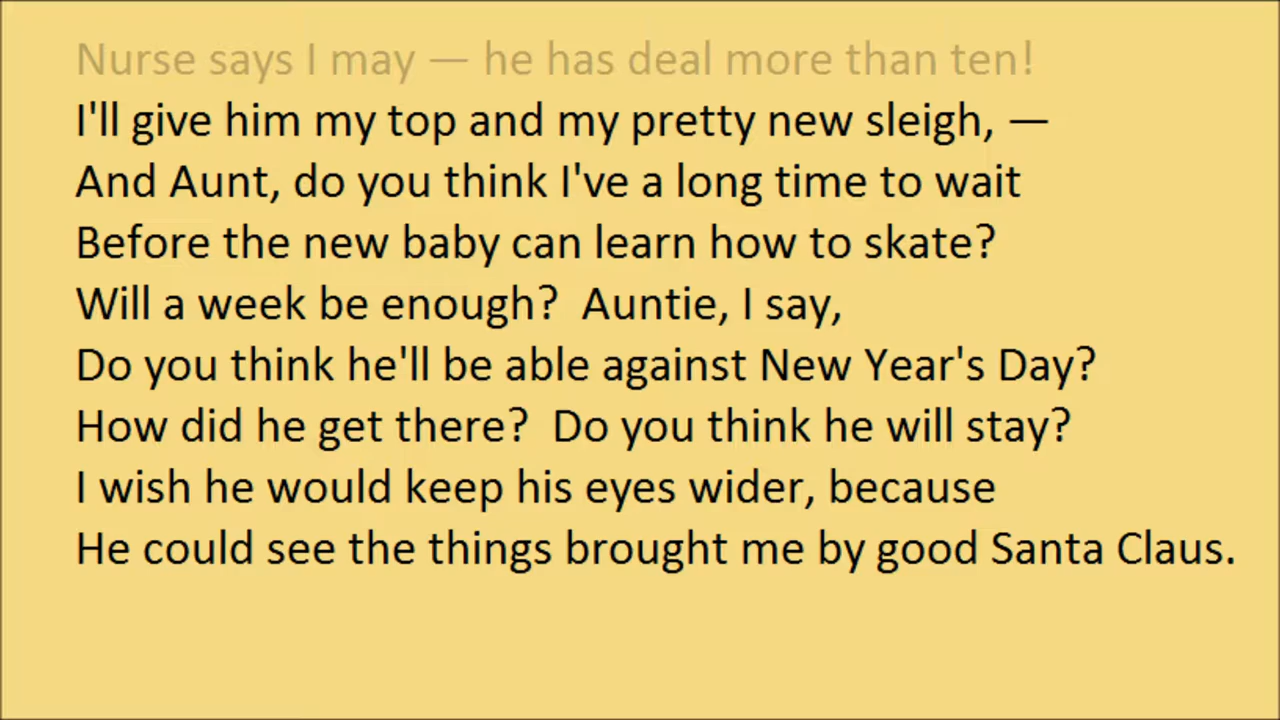 Nurse says I may — he has deal more than ten!
I'll give him my top and my pretty new sleigh, —
And Aunt, do you think I've a long time to wait
Before the new baby can learn how to skate?
Will a week be enough?  Auntie, I say,
Do you think he'll be able against New Year's Day?
How did he get there?  Do you think he will stay?
I wish he would keep his eyes wider, because
He could see the things brought me by good Santa Claus.